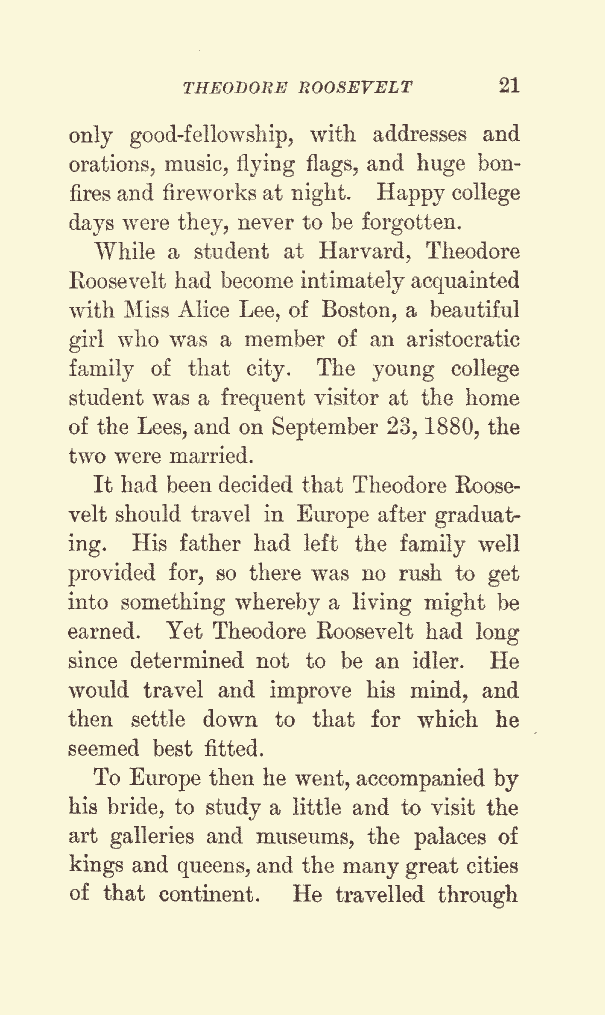 THEODORE ROOSEVELT 21
only good-fellowship, with addresses and
orations, music, flying flags, and huge bon-
fires and fireworks at night. Happy college
days were they, never to be forgotten.
While a student at Harvard, Theodore
Roosevelt had become intimately acquainted
with Miss Alice Lee, of Boston, a beautiful
girl who was a member of an aristocratic
family of that city. The young college
student was a frequent visitor at the home
of the Lees, and on September 23, 1880, the
two were married.
It had been decided that Theodore Roose-
velt should travel in Europe after graduat-
ing. His father had left the family well
provided for, so there was no rush to get
into something whereby a living might be
earned. Yet Theodore Roosevelt had long
since determined not to be an idler. He
would travel and improve his mind, and
then settle down to that for which he
seemed best fitted.
To Europe then he went, accompanied by
his bride, to study a little and to visit the
art galleries and museums, the palaces of
kings and queens, and the many great cities
of that continent. He travelled through